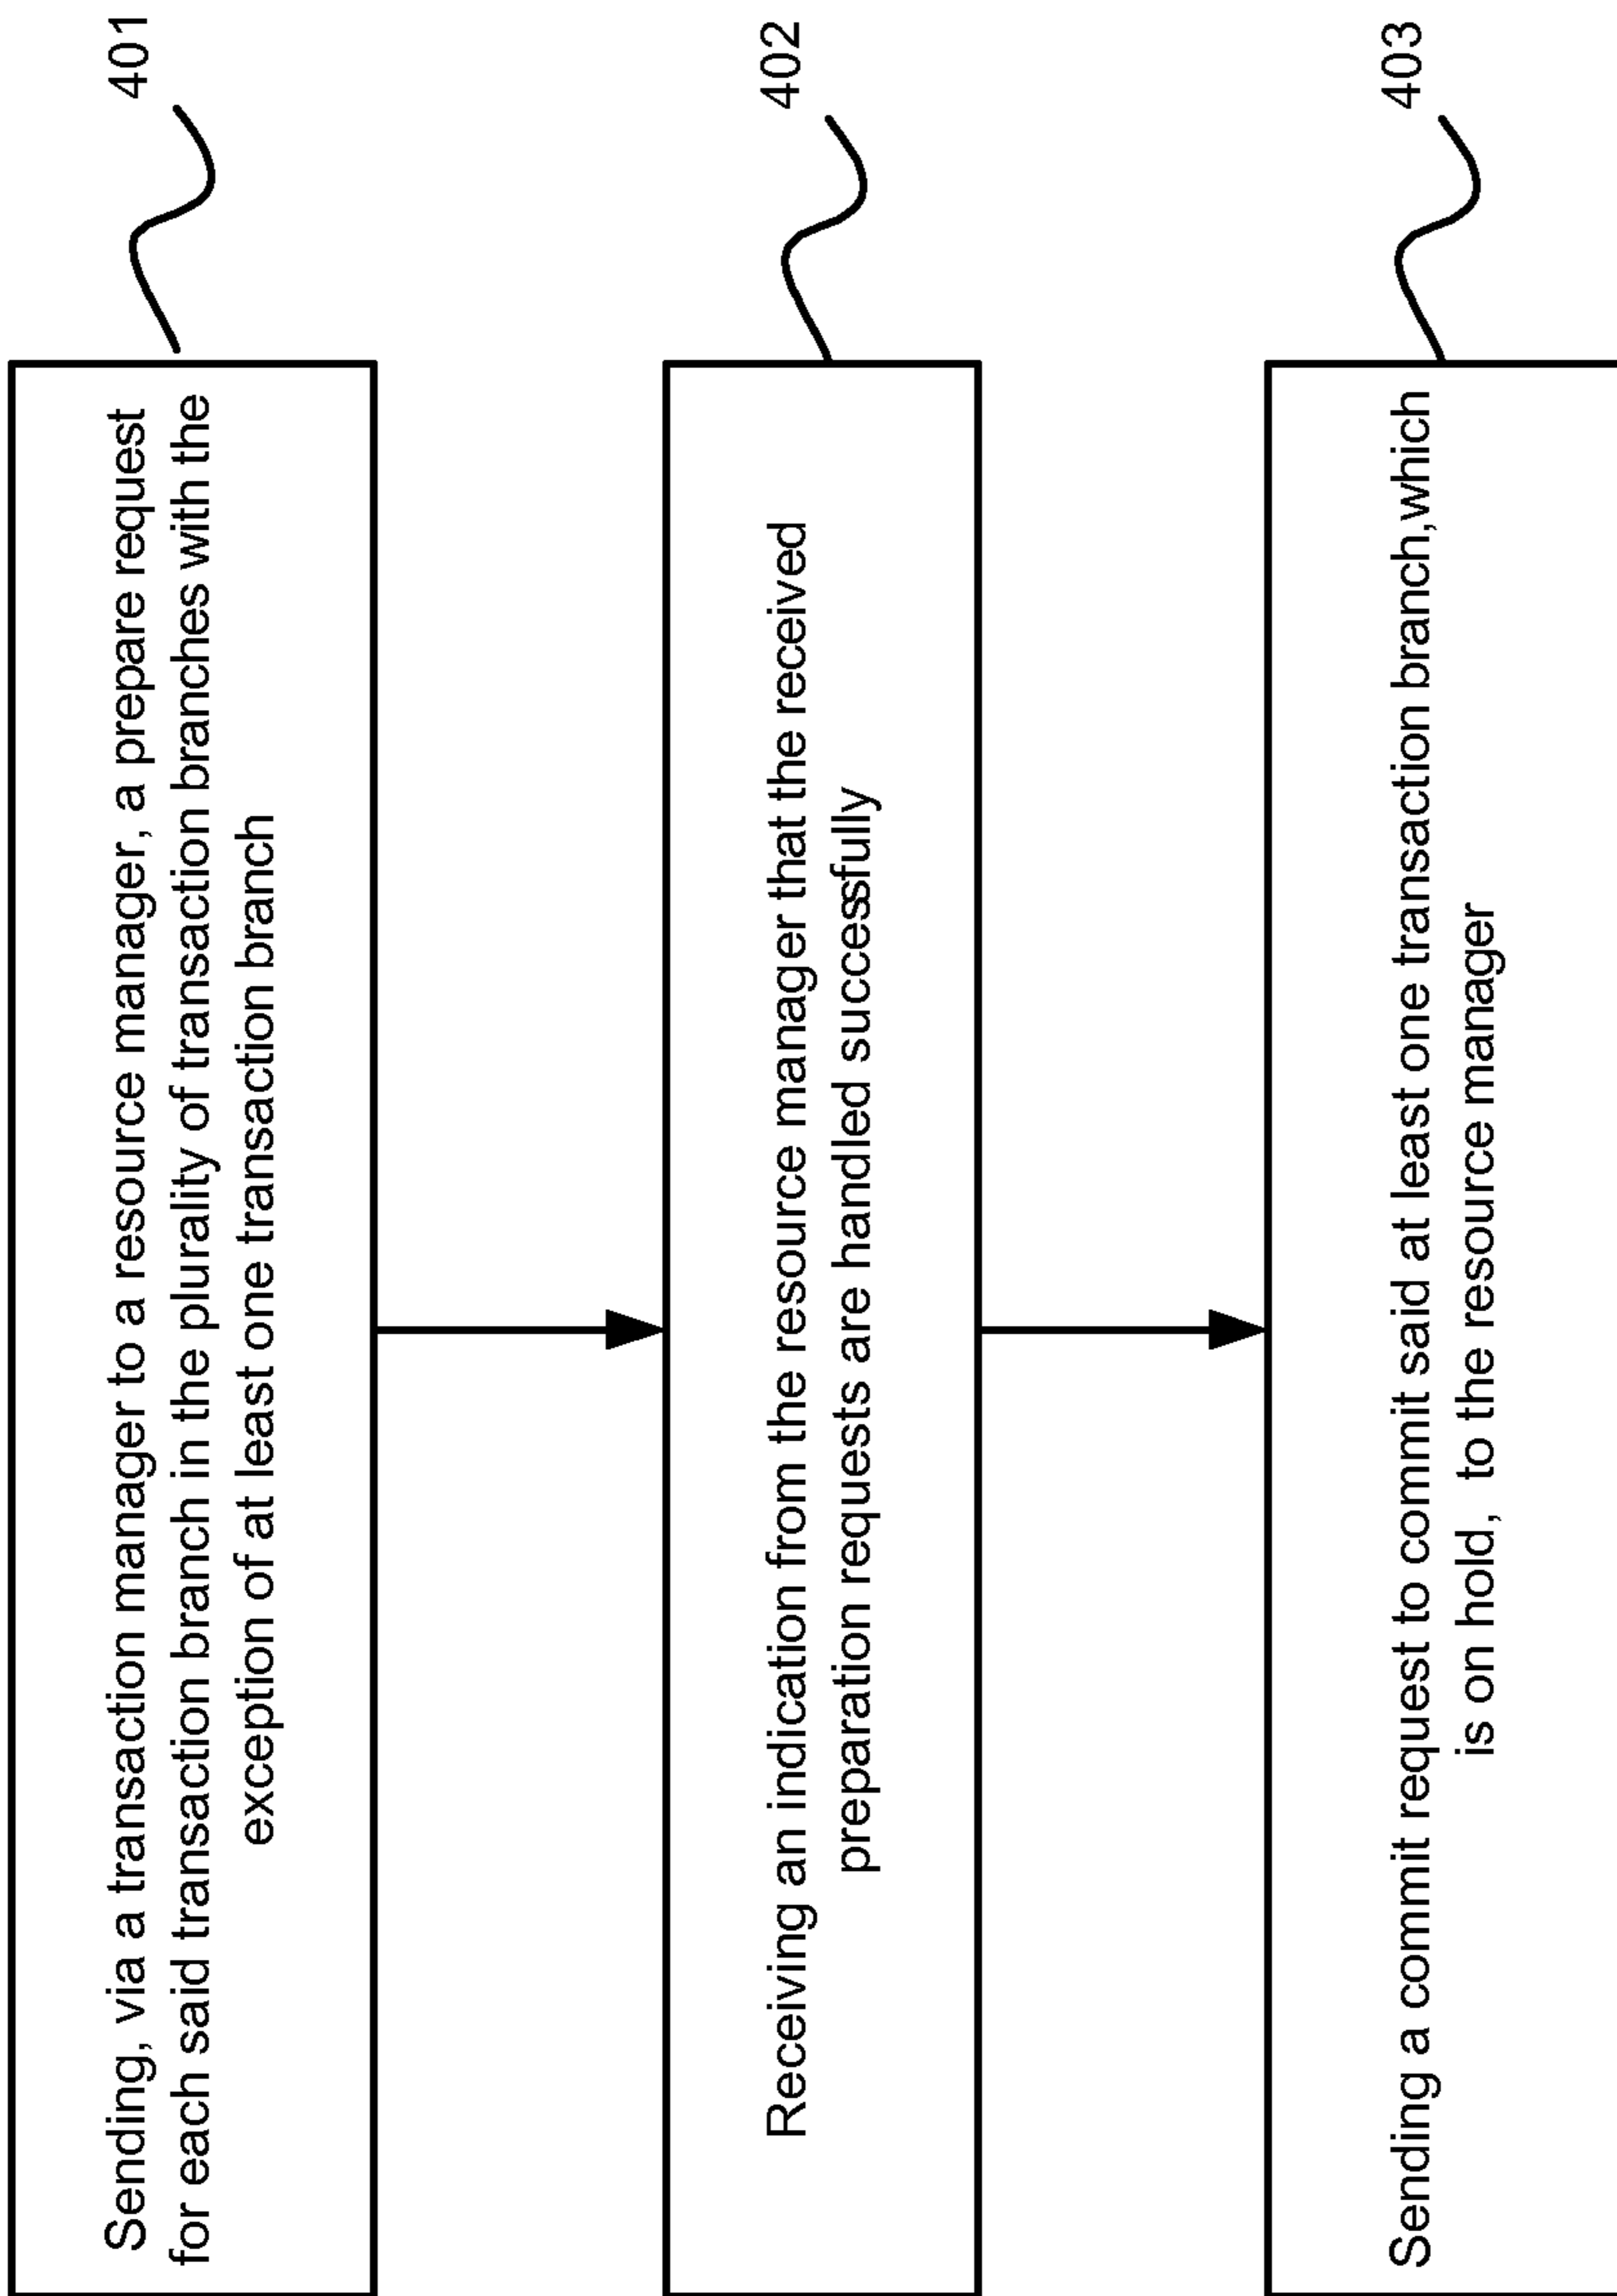 Sending, via a transaction manager to a resource manager, a prepare request
for each said transaction branch in the plurality of transaction branches with the
exception of at least one transaction branch
401
Receiving an indication from the resource manager that the received
preparation requests are handled successfully
402
Sending a commit request to commit said at least one transaction branch,which
is on hold, to the resource manager
403